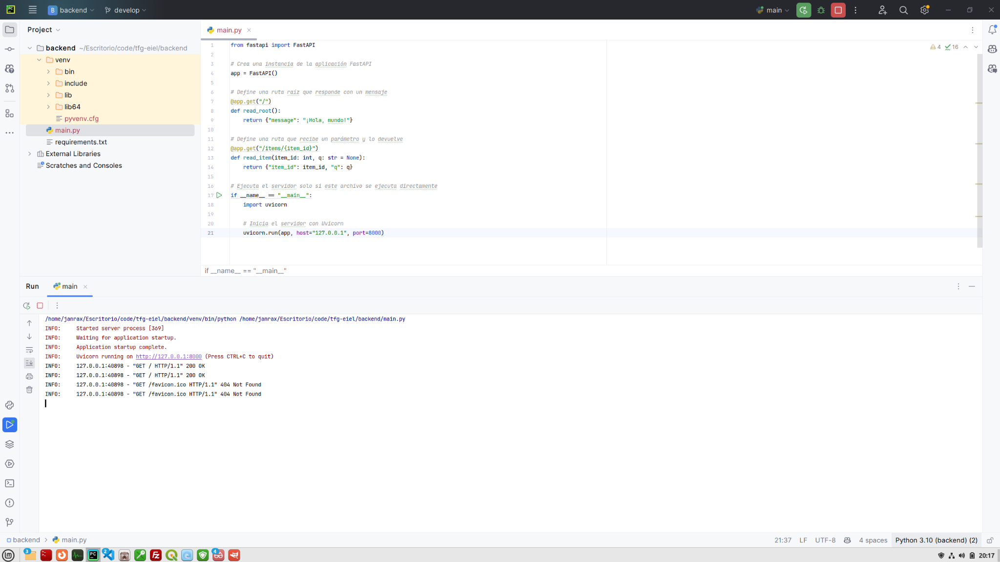 PC B backend develop main
Project
backend ~/Escritorio/code/tfg-eiel/backend
venv
bin
include
lib
lib64
pyvenv.cfg
main.py
requirements.txt
External Libraries
Scratches and Consoles
main.py
4 16
1 from fastapi import FastAPI
2
3 # Crea una instancia de la aplicación FastAPI
4 app = FastAPI()
5
6 # Define una ruta raíz que responde con un mensaje
7 @app.get("/")
8 def read_root():
9 return {"message": "¡Hola, mundo!"}
10
11 # Define una ruta que recibe un parámetro y lo devuelve
12 @app.get("/items/{item_id}")
13 def read_item(item_id: int, q: str = None):
14 return {"item_id": item_id, "q": q}
15
16 # Ejecuta el servidor solo si este archivo se ejecuta directamente
17 if __name__ == "__main__":
18 import uvicorn
19
20 # Inicia el servidor con Uvicorn
21 uvicorn.run(app, host="127.0.0.1", port=8000)
if __name__ == "__main__"
Run main
/home/janrax/Escritorio/code/tfg-eiel/backend/venv/bin/python /home/janrax/Escritorio/code/tfg-eiel/backend/main.py
INFO: Started server process [369]
INFO: Waiting for application startup.
INFO: Application startup complete.
INFO: Uvicorn running on http://127.0.0.1:8000 (Press CTRL+C to quit)
INFO: 127.0.0.1:40898 - "GET / HTTP/1.1" 200 OK
INFO: 127.0.0.1:40898 - "GET / HTTP/1.1" 200 OK
INFO: 127.0.0.1:40898 - "GET /favicon.ico HTTP/1.1" 404 Not Found
INFO: 127.0.0.1:40898 - "GET /favicon.ico HTTP/1.1" 404 Not Found
backend main.py 21:37 LF UTF-8 4 spaces Python 3.10 (backend) (2)
3 PC 2 FZ 4 20:17